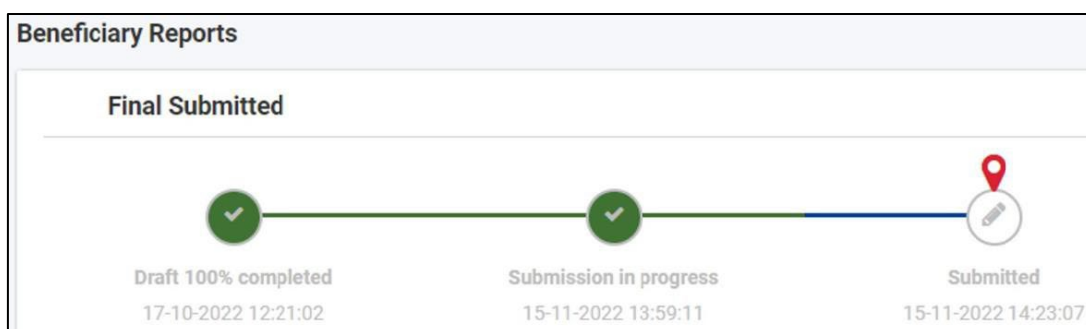 Beneficiary Reports
Final Submitted
Draft 100% completed
Submission in progress
Submitted
17-10-2022 12:21:02
15-11-2022 13:59:11
15-11-2022 14:23:07